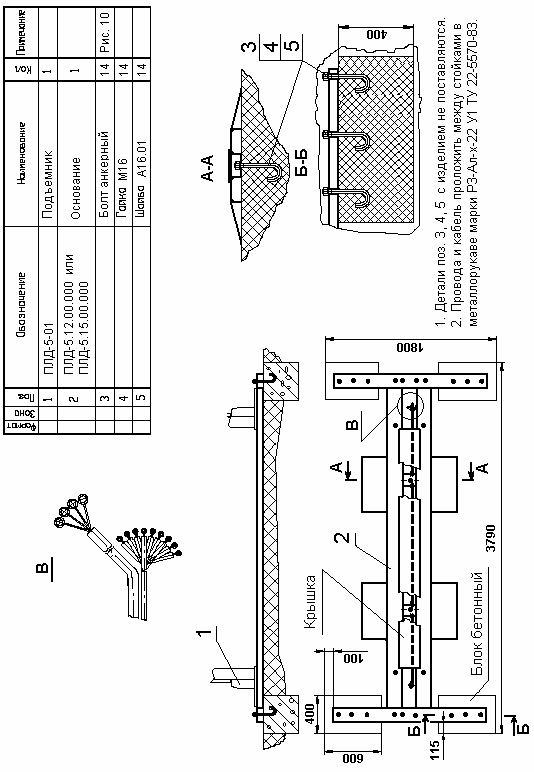 Формат Зона Поз. Обозначение Наименование Кол. Примечание
1 ПЛД-5-01 Подъемник 1
2 ПЛД-5.12.00.000 или ПЛД-5.15.00.000 Основание 1
3 Болт анкерный 14 Рис. 10
4 Гайка М16 14
5 Шайба А16.01 14
В
А-А
3
4
5
Б-Б
400
1. Детали поз. 3, 4, 5 с изделием не поставляются.
2. Провода и кабель проложить между стойками в
металлорукаве марки РЗ-Ал-х-22 У1 ТУ 22-5570-83.
1
400
600
100
115
Б
Б
Крышка
2
А
А
В
1800
3790
Блок бетонный